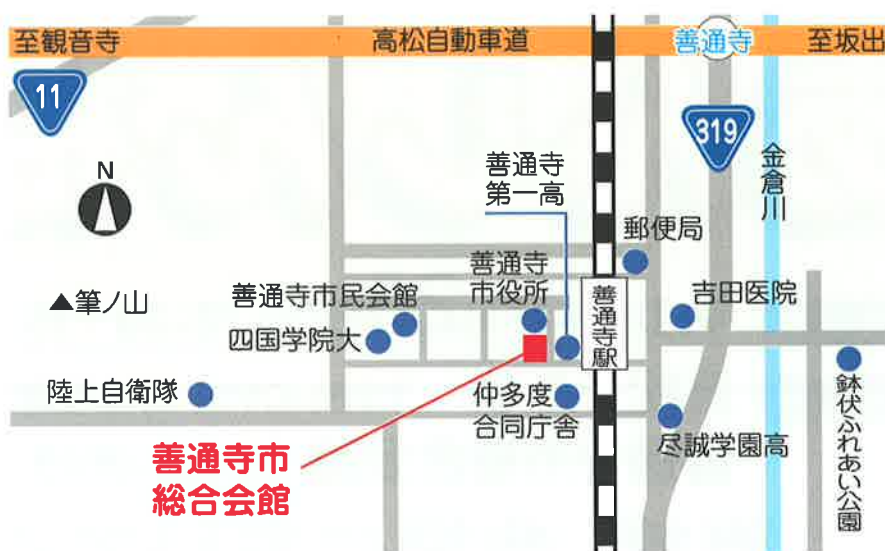 至観音寺
高松自動車道
善通寺
至坂出
11
319
N
善通寺
第一高
金倉川
郵便局
善通寺
市役所
善通寺市民会館
▲筆ノ山
四国学院大
善通寺駅
吉田医院
陸上自衛隊
仲多度
合同庁舎
尽誠学園高
鉢伏ふれあい公園
善通寺市
総合会館